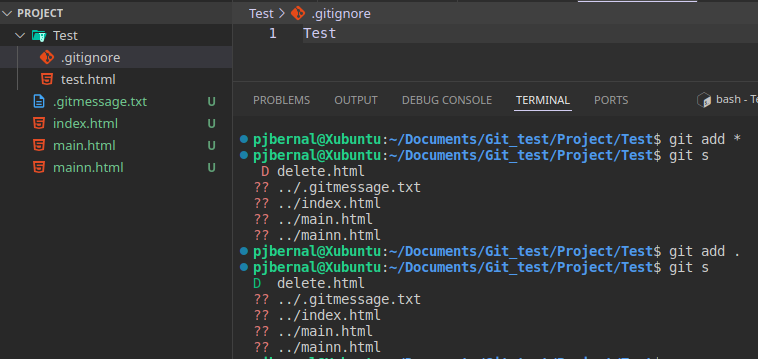 PROJECT
Test
.gitignore
test.html
.gitmessage.txt U
index.html U
main.html U
mainn.html U
Test > .gitignore
1 Test
PROBLEMS OUTPUT DEBUG CONSOLE TERMINAL PORTS bash - Te
pjbernal@Xubuntu:~/Documents/Git_test/Project/Test$ git add *
pjbernal@Xubuntu:~/Documents/Git_test/Project/Test$ git s
 D delete.html
?? ../.gitmessage.txt
?? ../index.html
?? ../main.html
?? ../mainn.html
pjbernal@Xubuntu:~/Documents/Git_test/Project/Test$ git add .
pjbernal@Xubuntu:~/Documents/Git_test/Project/Test$ git s
D  delete.html
?? ../.gitmessage.txt
?? ../index.html
?? ../main.html
?? ../mainn.html